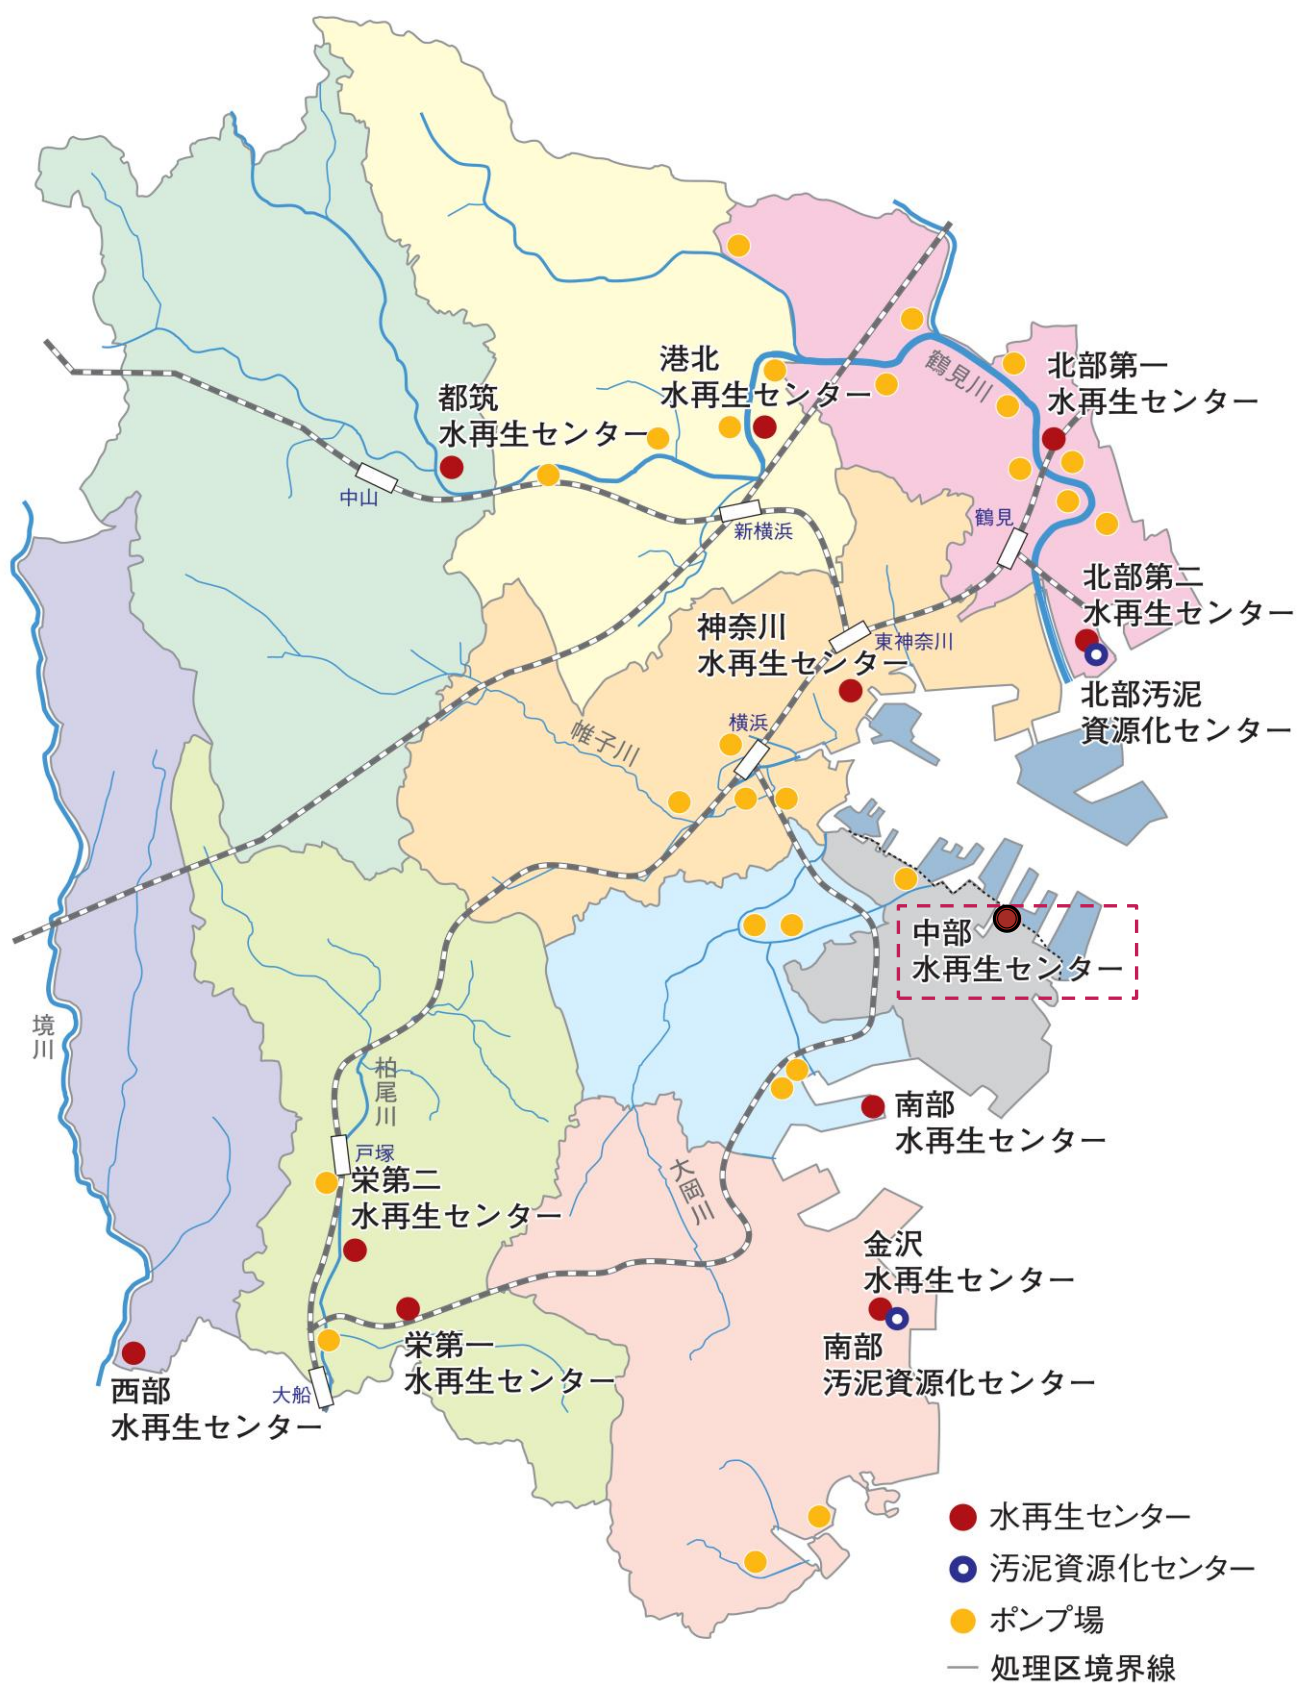 港北
水再生センター
鶴見川
北部第一
水再生センター
都筑
水再生センター
中山
新横浜
鶴見
北部第二
水再生センター
神奈川
水再生センター
東神奈川
北部汚泥
資源化センター
横浜
帷子川
中部
水再生センター
境川
柏尾川
南部
水再生センター
戸塚
栄第二
水再生センター
大岡川
金沢
水再生センター
栄第一
水再生センター
南部
汚泥資源化センター
西部
水再生センター
大船
水再生センター
汚泥資源化センター
ポンプ場
処理区境界線